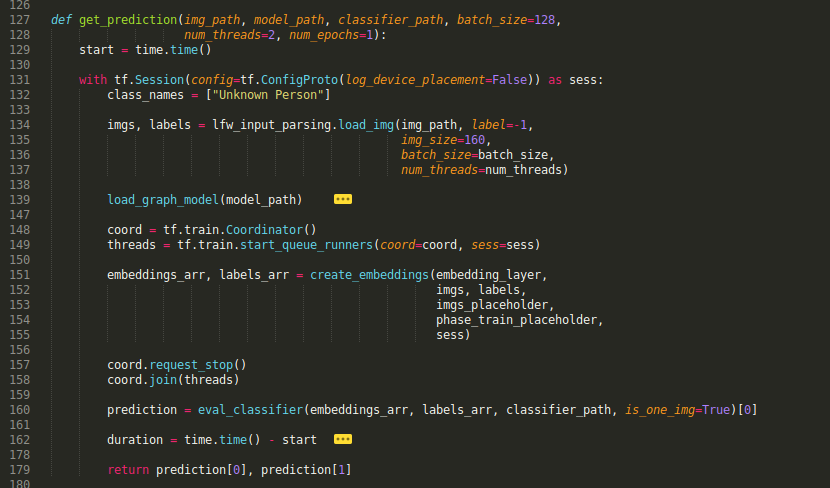 126
127 def get_prediction(img_path, model_path, classifier_path, batch_size=128,
128 num_threads=2, num_epochs=1):
129 start = time.time()
130
131 with tf.Session(config=tf.ConfigProto(log_device_placement=False)) as sess:
132 class_names = ["Unknown Person"]
133
134 imgs, labels = lfw_input_parsing.load_img(img_path, label=-1,
135 img_size=160,
136 batch_size=batch_size,
137 num_threads=num_threads)
138
139 load_graph_model(model_path)
147
148 coord = tf.train.Coordinator()
149 threads = tf.train.start_queue_runners(coord=coord, sess=sess)
150
151 embeddings_arr, labels_arr = create_embeddings(embedding_layer,
152 imgs, labels,
153 imgs_placeholder,
154 phase_train_placeholder,
155 sess)
156
157 coord.request_stop()
158 coord.join(threads)
159
160 prediction = eval_classifier(embeddings_arr, labels_arr, classifier_path, is_one_img=True)[0]
161
162 duration = time.time() - start
178
179 return prediction[0], prediction[1]
180